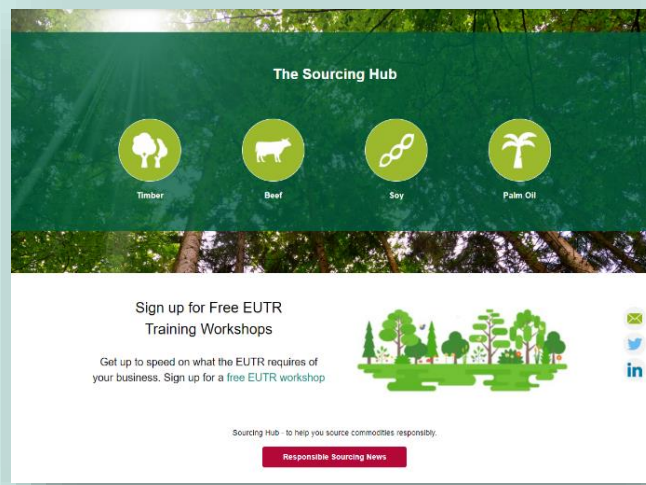 The Sourcing Hub
Timber
Beef
Soy
Palm Oil
Sign up for Free EUTR
Training Workshops
Get up to speed on what the EUTR requires of
your business. Sign up for a free EUTR workshop
in
Sourcing Hub - to help you source commodities responsibly.
Responsible Sourcing News